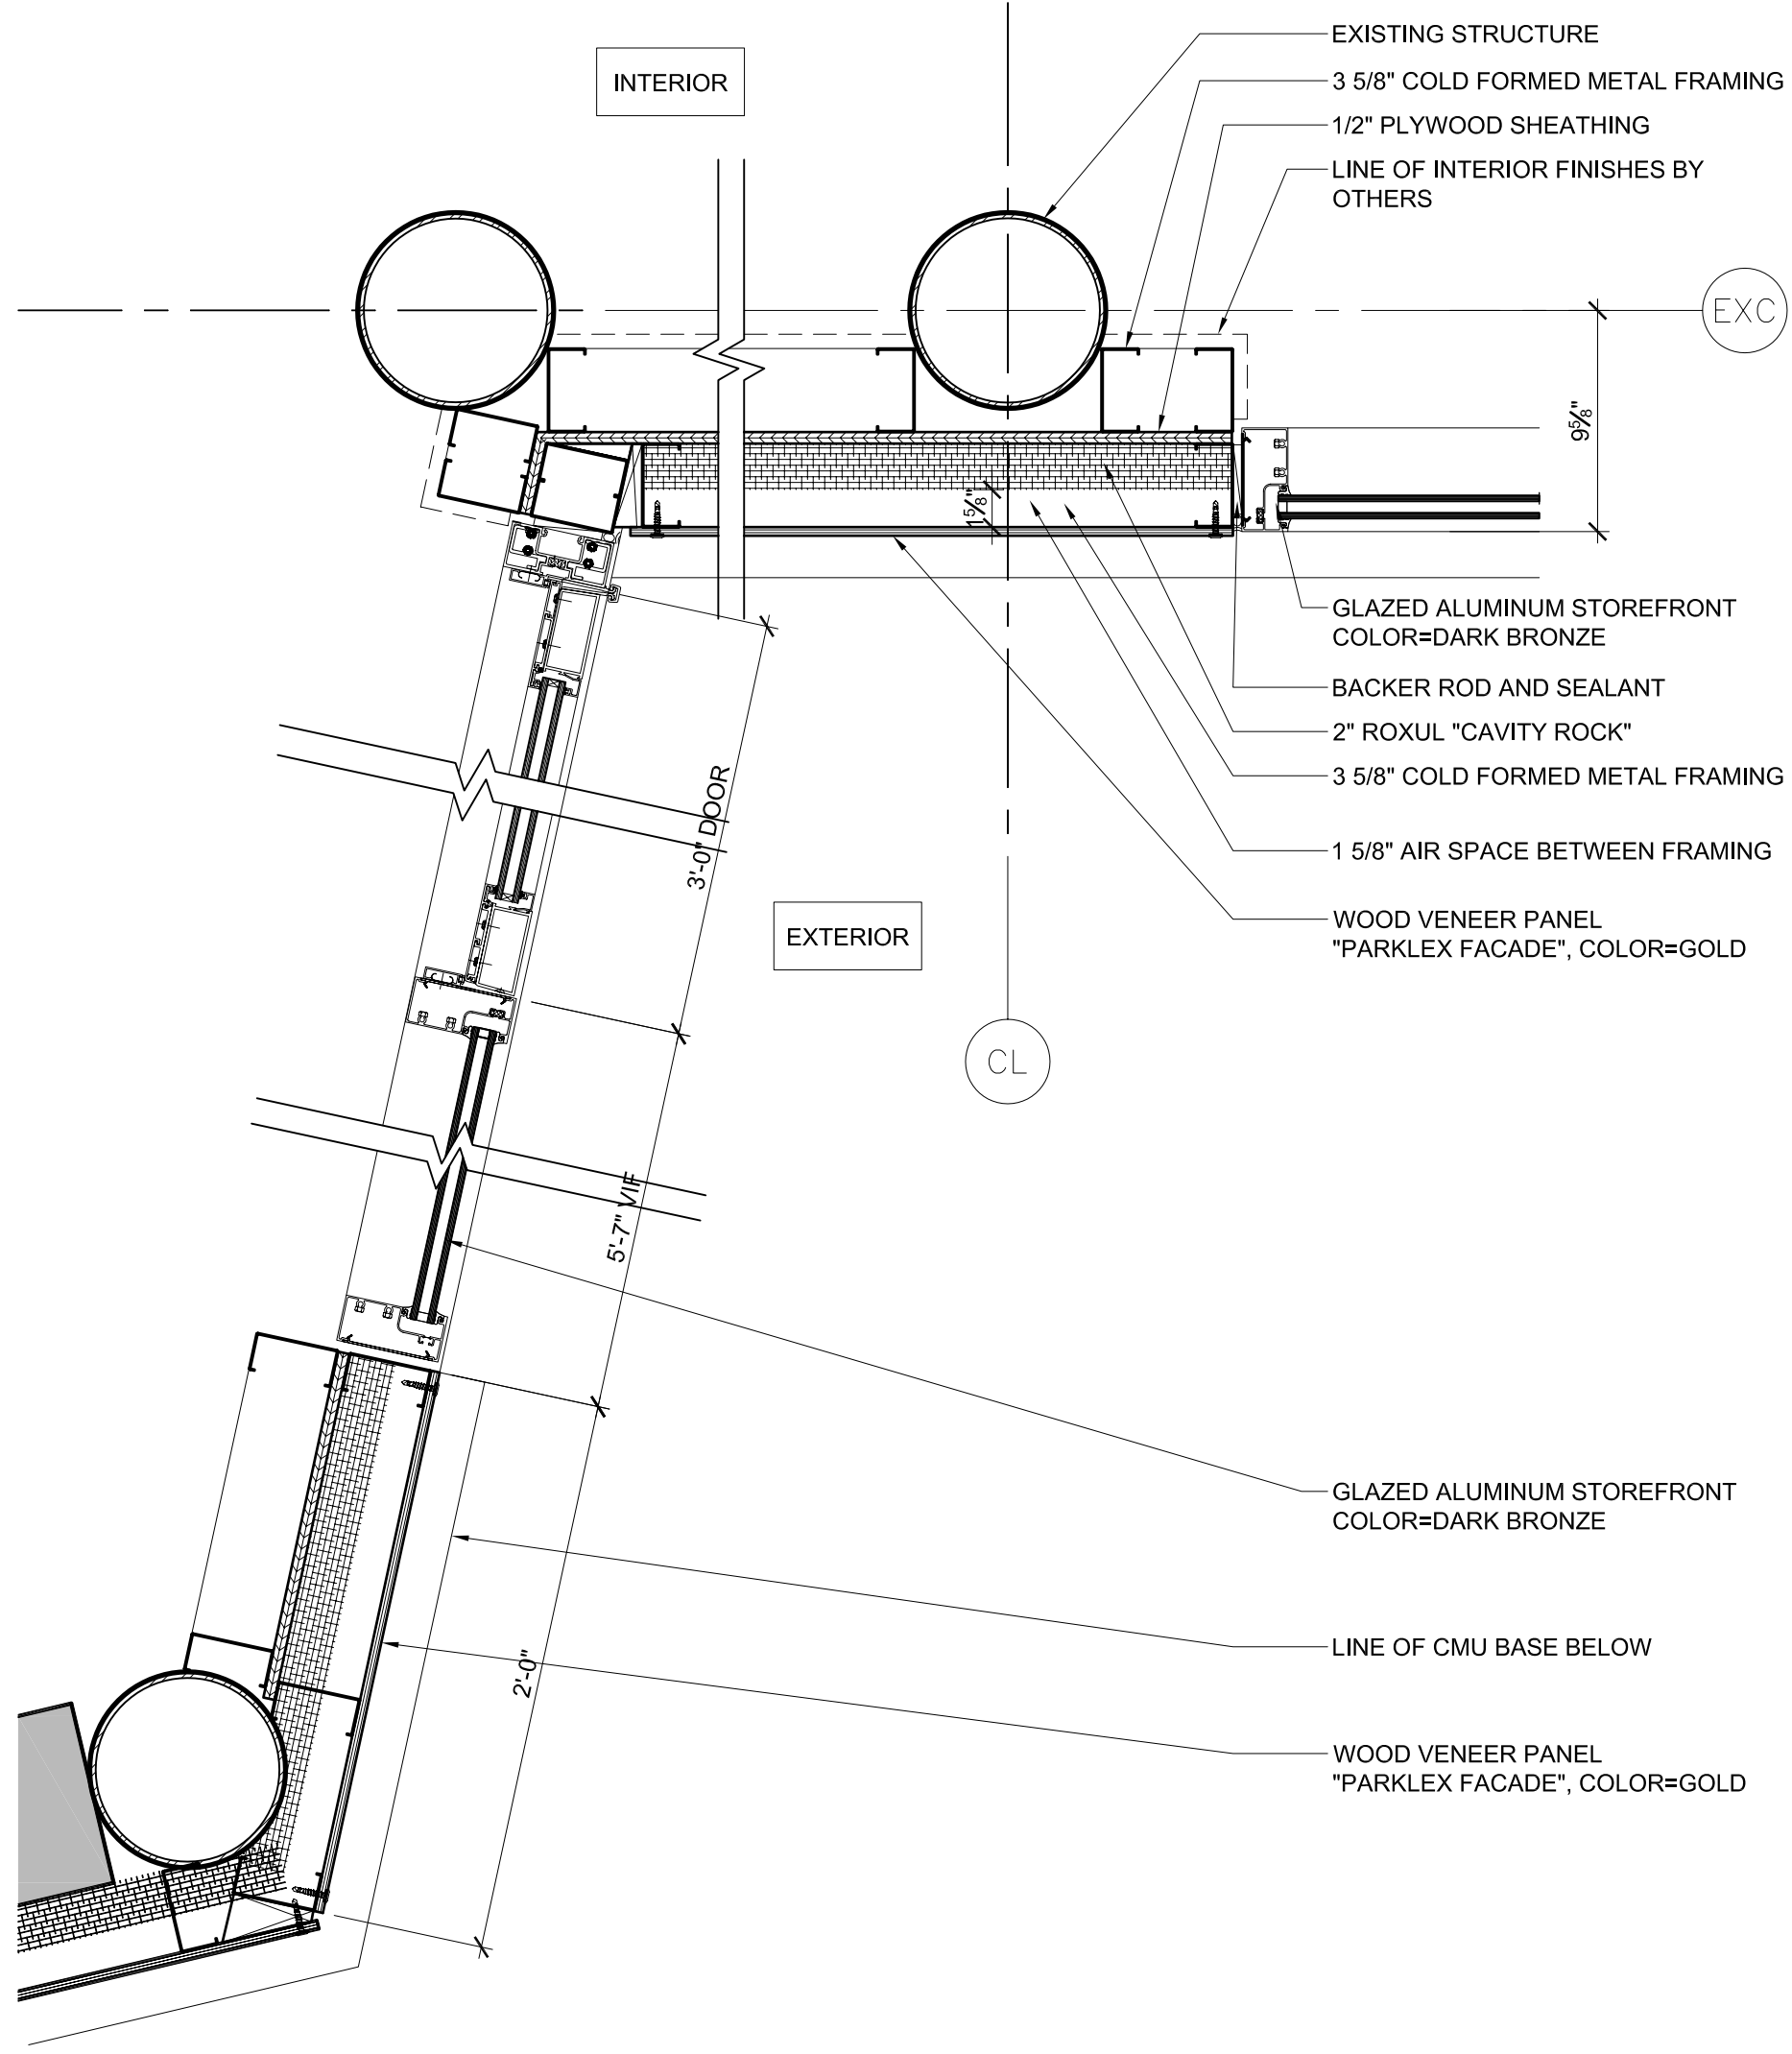 INTERIOR
EXISTING STRUCTURE
3 5/8" COLD FORMED METAL FRAMING
1/2" PLYWOOD SHEATHING
LINE OF INTERIOR FINISHES BY
OTHERS
EXC
9⅝"
1⅝"
GLAZED ALUMINUM STOREFRONT
COLOR=DARK BRONZE
BACKER ROD AND SEALANT
2" ROXUL "CAVITY ROCK"
3 5/8" COLD FORMED METAL FRAMING
1 5/8" AIR SPACE BETWEEN FRAMING
WOOD VENEER PANEL
"PARKLEX FACADE", COLOR=GOLD
3'-0" DOOR
EXTERIOR
CL
5'-7" VIF
GLAZED ALUMINUM STOREFRONT
COLOR=DARK BRONZE
LINE OF CMU BASE BELOW
2'-0"
WOOD VENEER PANEL
"PARKLEX FACADE", COLOR=GOLD